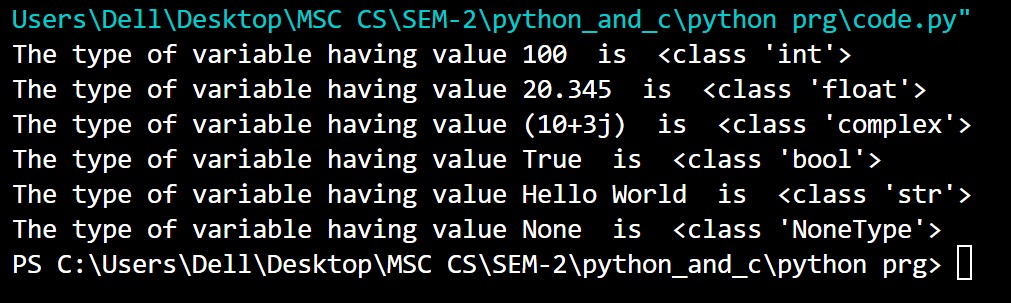 Users\Dell\Desktop\MSC CS\SEM-2\python_and_c\python prg\code.py"
The type of variable having value 100  is  <class 'int'>
The type of variable having value 20.345  is  <class 'float'>
The type of variable having value (10+3j)  is  <class 'complex'>
The type of variable having value True  is  <class 'bool'>
The type of variable having value Hello World  is  <class 'str'>
The type of variable having value None  is  <class 'NoneType'>
PS C:\Users\Dell\Desktop\MSC CS\SEM-2\python_and_c\python prg>